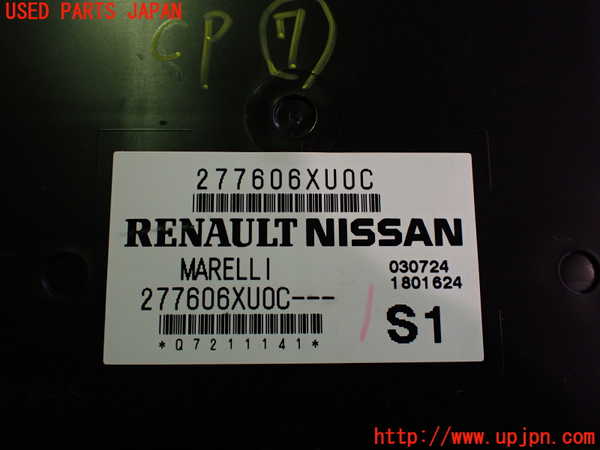 USED PARTS JAPAN
CP 7
277606XU0C
RENAULT NISSAN
MARELLI 030724
1801624
277606XU0C---
S1
*Q7211141*
http://www.upjpn.com/